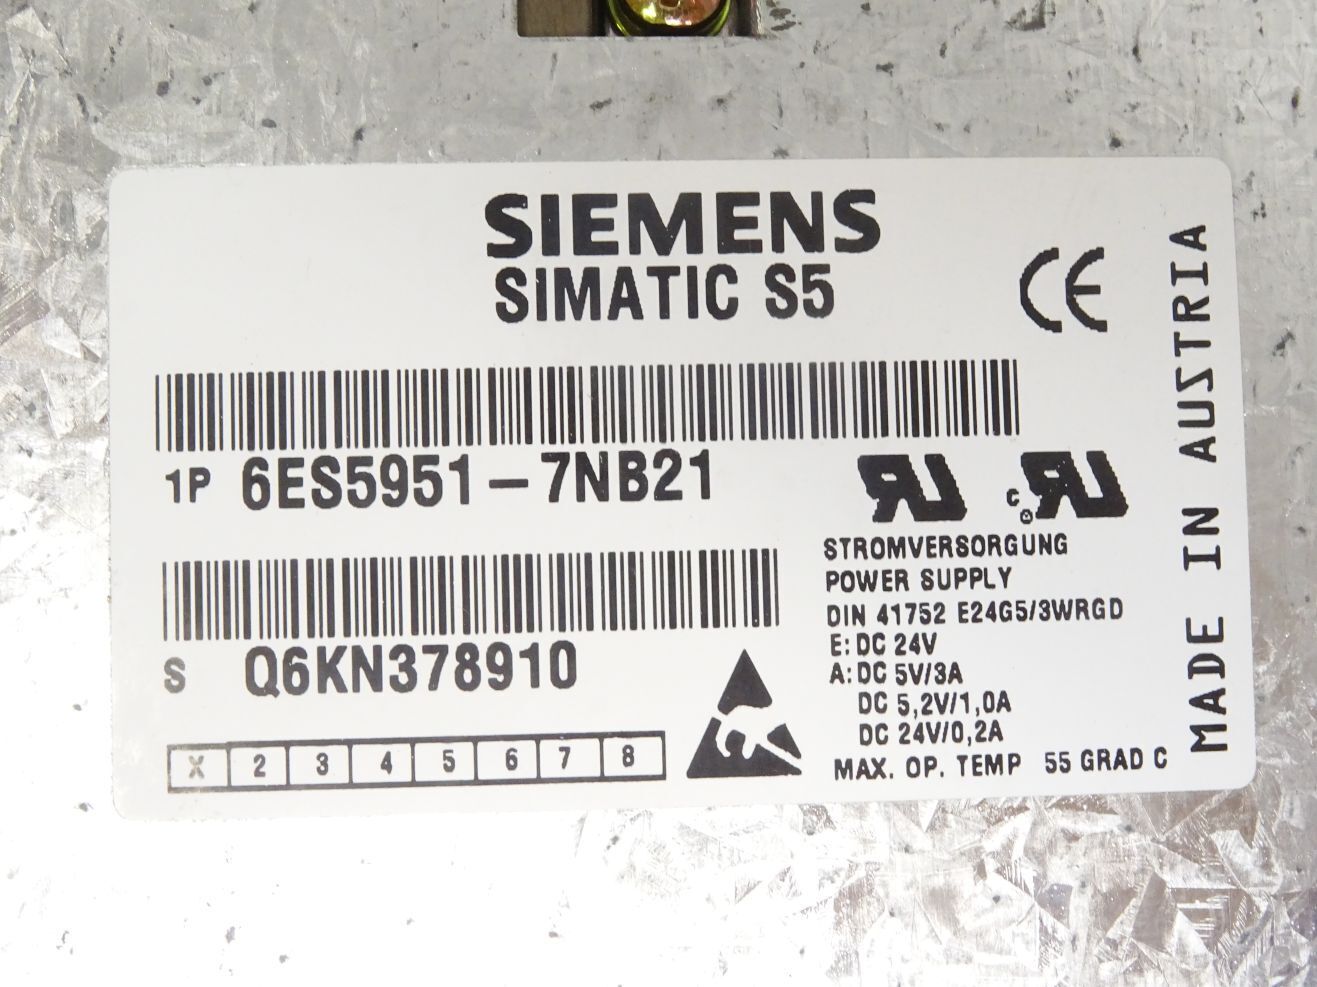 SIEMENS
SIMATIC S5
CE
1P 6ES5951-7NB21
S Q6KN378910
X 2 3 4 5 6 7 8
STROMVERSORGUNG
POWER SUPPLY
DIN 41752 E24G5/3WRGD
E: DC 24V
A: DC 5V/3A
DC 5,2V/1,0A
DC 24V/0,2A
MAX. OP. TEMP 55 GRAD C
MADE IN AUSTRIA